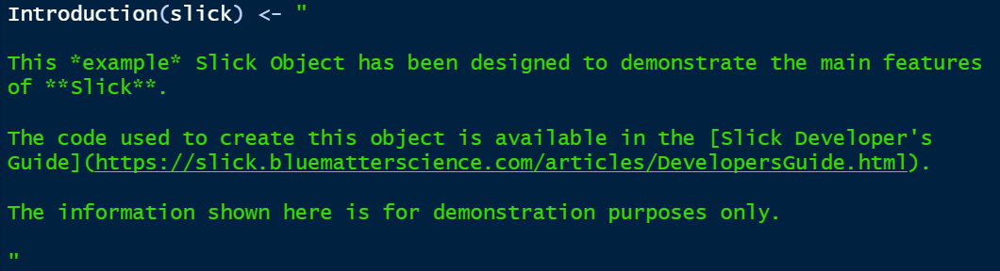 Introduction(slick) <- "
This *example* Slick Object has been designed to demonstrate the main features
of **Slick**.
The code used to create this object is available in the [Slick Developer's
Guide](https://slick.bluematterscience.com/articles/DevelopersGuide.html).
The information shown here is for demonstration purposes only.
"